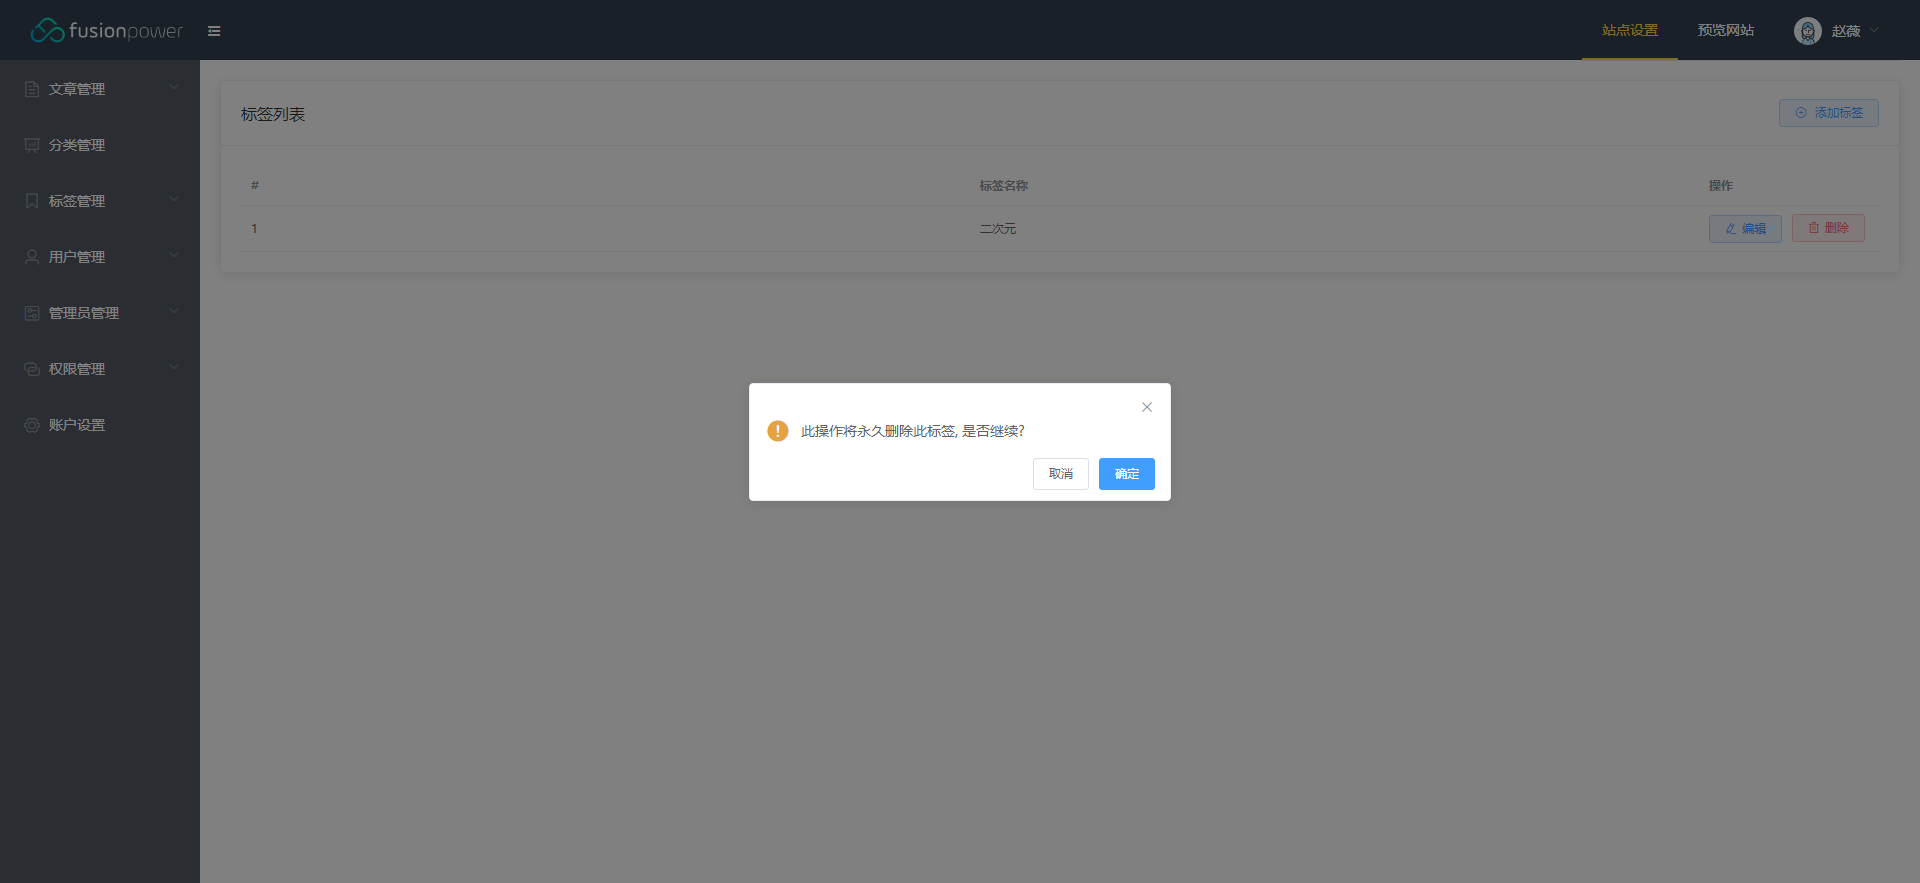 fusionpower
站点设置
预览网站
赵薇
文章管理
分类管理
标签管理
用户管理
管理员管理
权限管理
账户设置
标签列表
添加标签
# 标签名称 操作
1 二次元 编辑 删除
此操作将永久删除此标签, 是否继续?
取消 确定